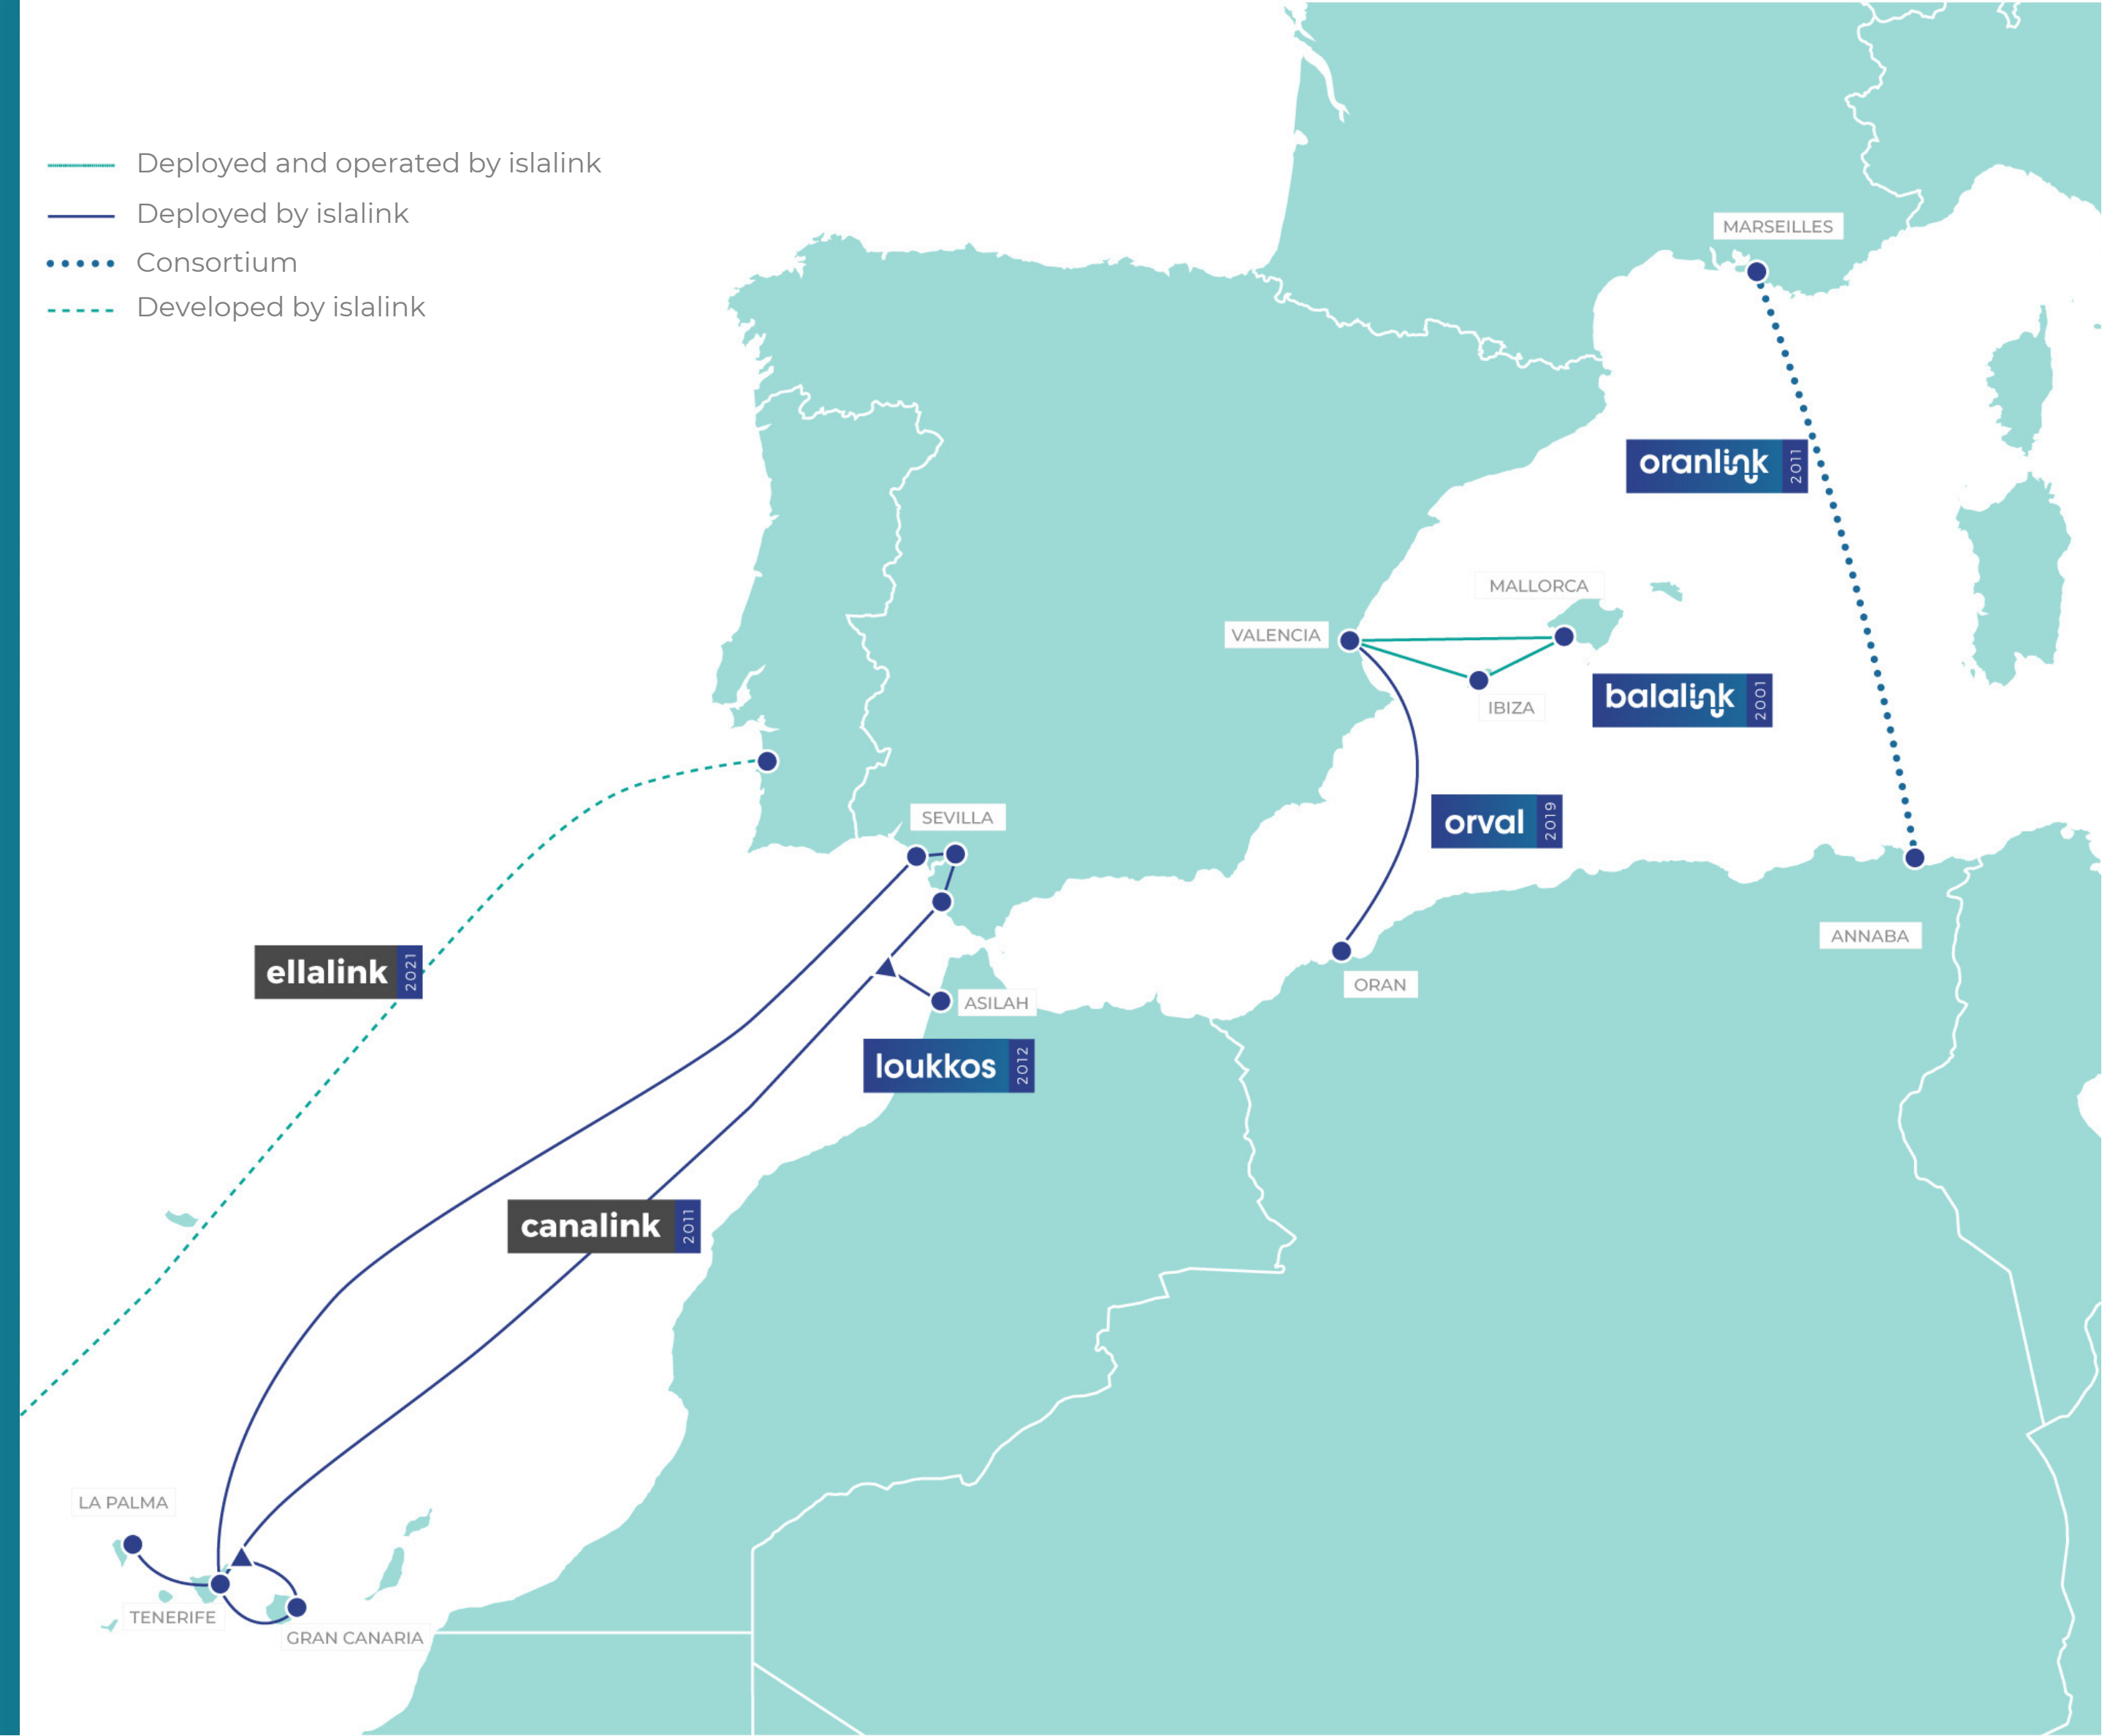 Deployed and operated by islalink
Deployed by islalink
Consortium
Developed by islalink
MARSEILLES
oranlink 2011
MALLORCA
VALENCIA
IBIZA
balalink 2001
SEVILLA
orval 2019
ANNABA
ellalink 2021
ORAN
ASILAH
loukkos 2012
canalink 2011
LA PALMA
TENERIFE
GRAN CANARIA